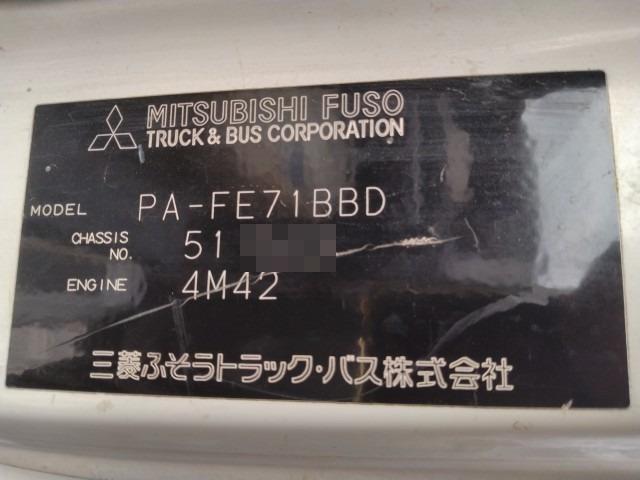 MITSUBISHI FUSO
TRUCK & BUS CORPORATION
MODEL PA-FE71BBD
CHASSIS NO. 51
ENGINE 4M42
三菱ふそうトラック・バス株式会社